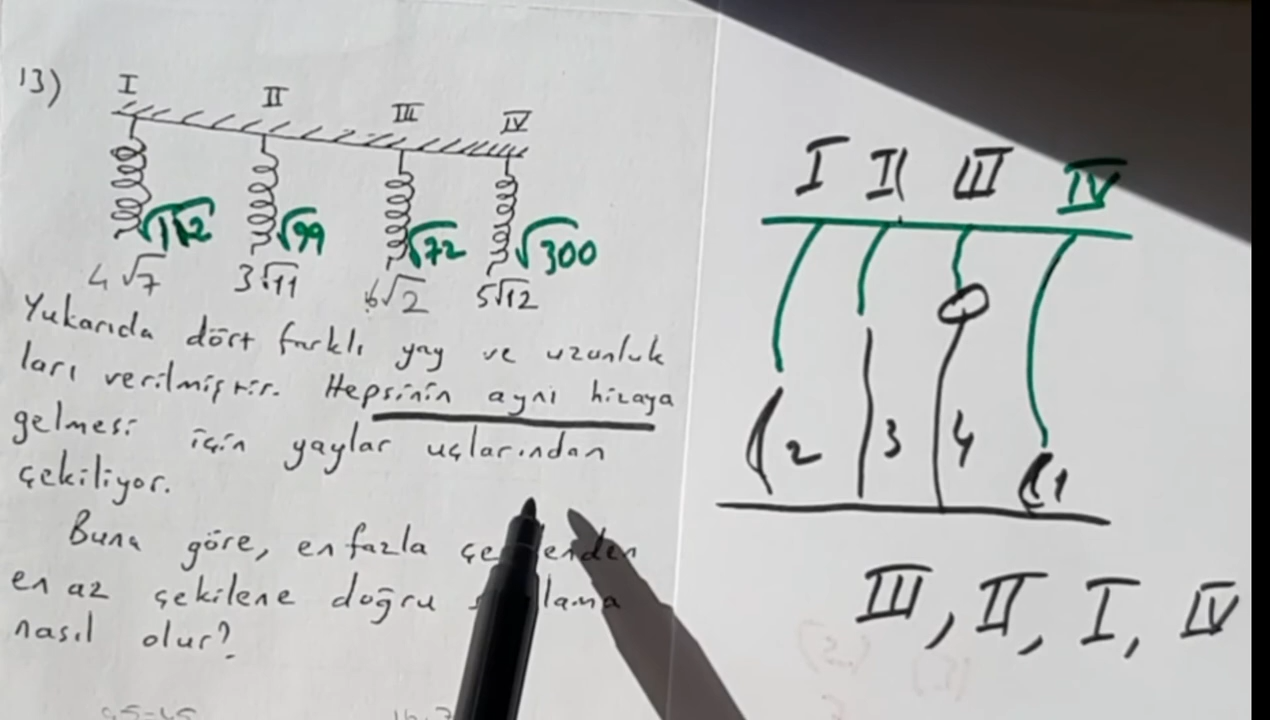 13)
I II III IV
√112 √99 √72 √300
4√7 3√11 6√2 5√12
Yukarıda dört farklı yay ve uzunluk
ları verilmiştir. Hepsinin aynı hizaya
gelmesi için yaylar uçlarından
çekiliyor.
Buna göre, en fazla
en az çekilene doğru
nasıl olur?
I II III IV
2 3 4 1
III, II, I, IV